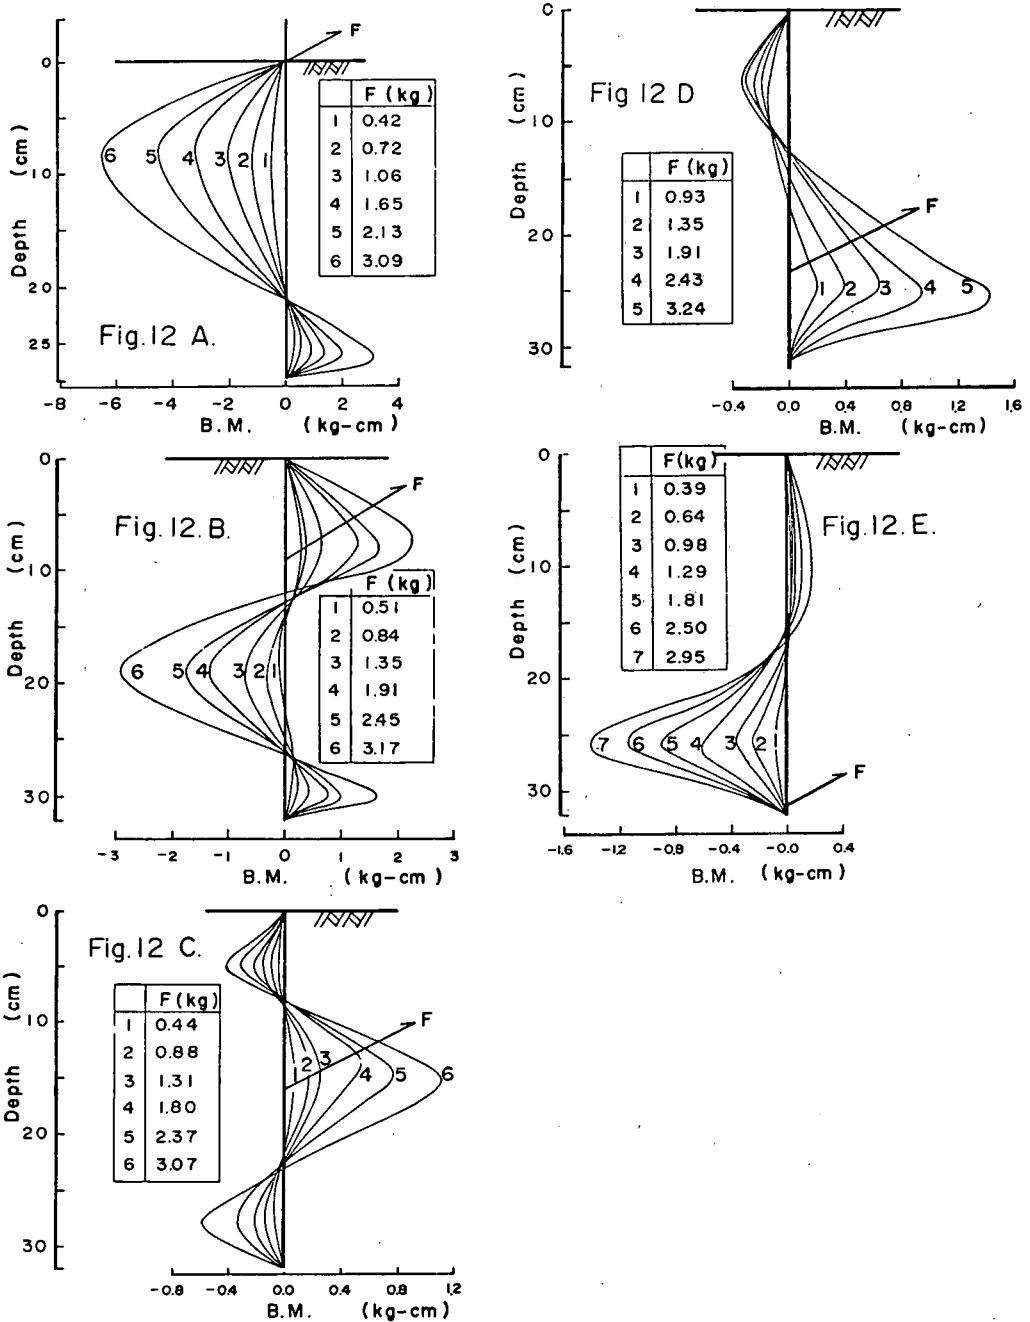 Fig.12 A.
F
F (kg)
1 0.42
2 0.72
3 1.06
4 1.65
5 2.13
6 3.09
6 5 4 3 2 1
Depth (cm)
0
10
20
25
-8 -6 -4 -2 0 2 4
B.M. (kg-cm)
Fig 12 D
F (kg)
1 0.93
2 1.35
3 1.91
4 2.43
5 3.24
F
1 2 3 4 5
Depth (cm)
0
10
20
30
-0.4 0.0 0.4 0.8 1.2 1.6
B.M. (kg-cm)
Fig.12.B.
F
F (kg)
1 0.51
2 0.84
3 1.35
4 1.91
5 2.45
6 3.17
6 5 4 3 2 1
Depth (cm)
0
10
20
30
-3 -2 -1 0 1 2 3
B.M. (kg-cm)
Fig.12.E.
F(kg)
1 0.39
2 0.64
3 0.98
4 1.29
5 1.81
6 2.50
7 2.95
7 6 5 4 3 2 1
F
Depth (cm)
0
10
20
30
-1.6 -1.2 -0.8 -0.4 -0.0 0.4
B.M. (kg-cm)
Fig.12 C.
F(kg)
1 0.44
2 0.88
3 1.31
4 1.80
5 2.37
6 3.07
F
1 2 3 4 5 6
Depth (cm)
0
10
20
30
-0.8 -0.4 0.0 0.4 0.8 1.2
B.M. (kg-cm)